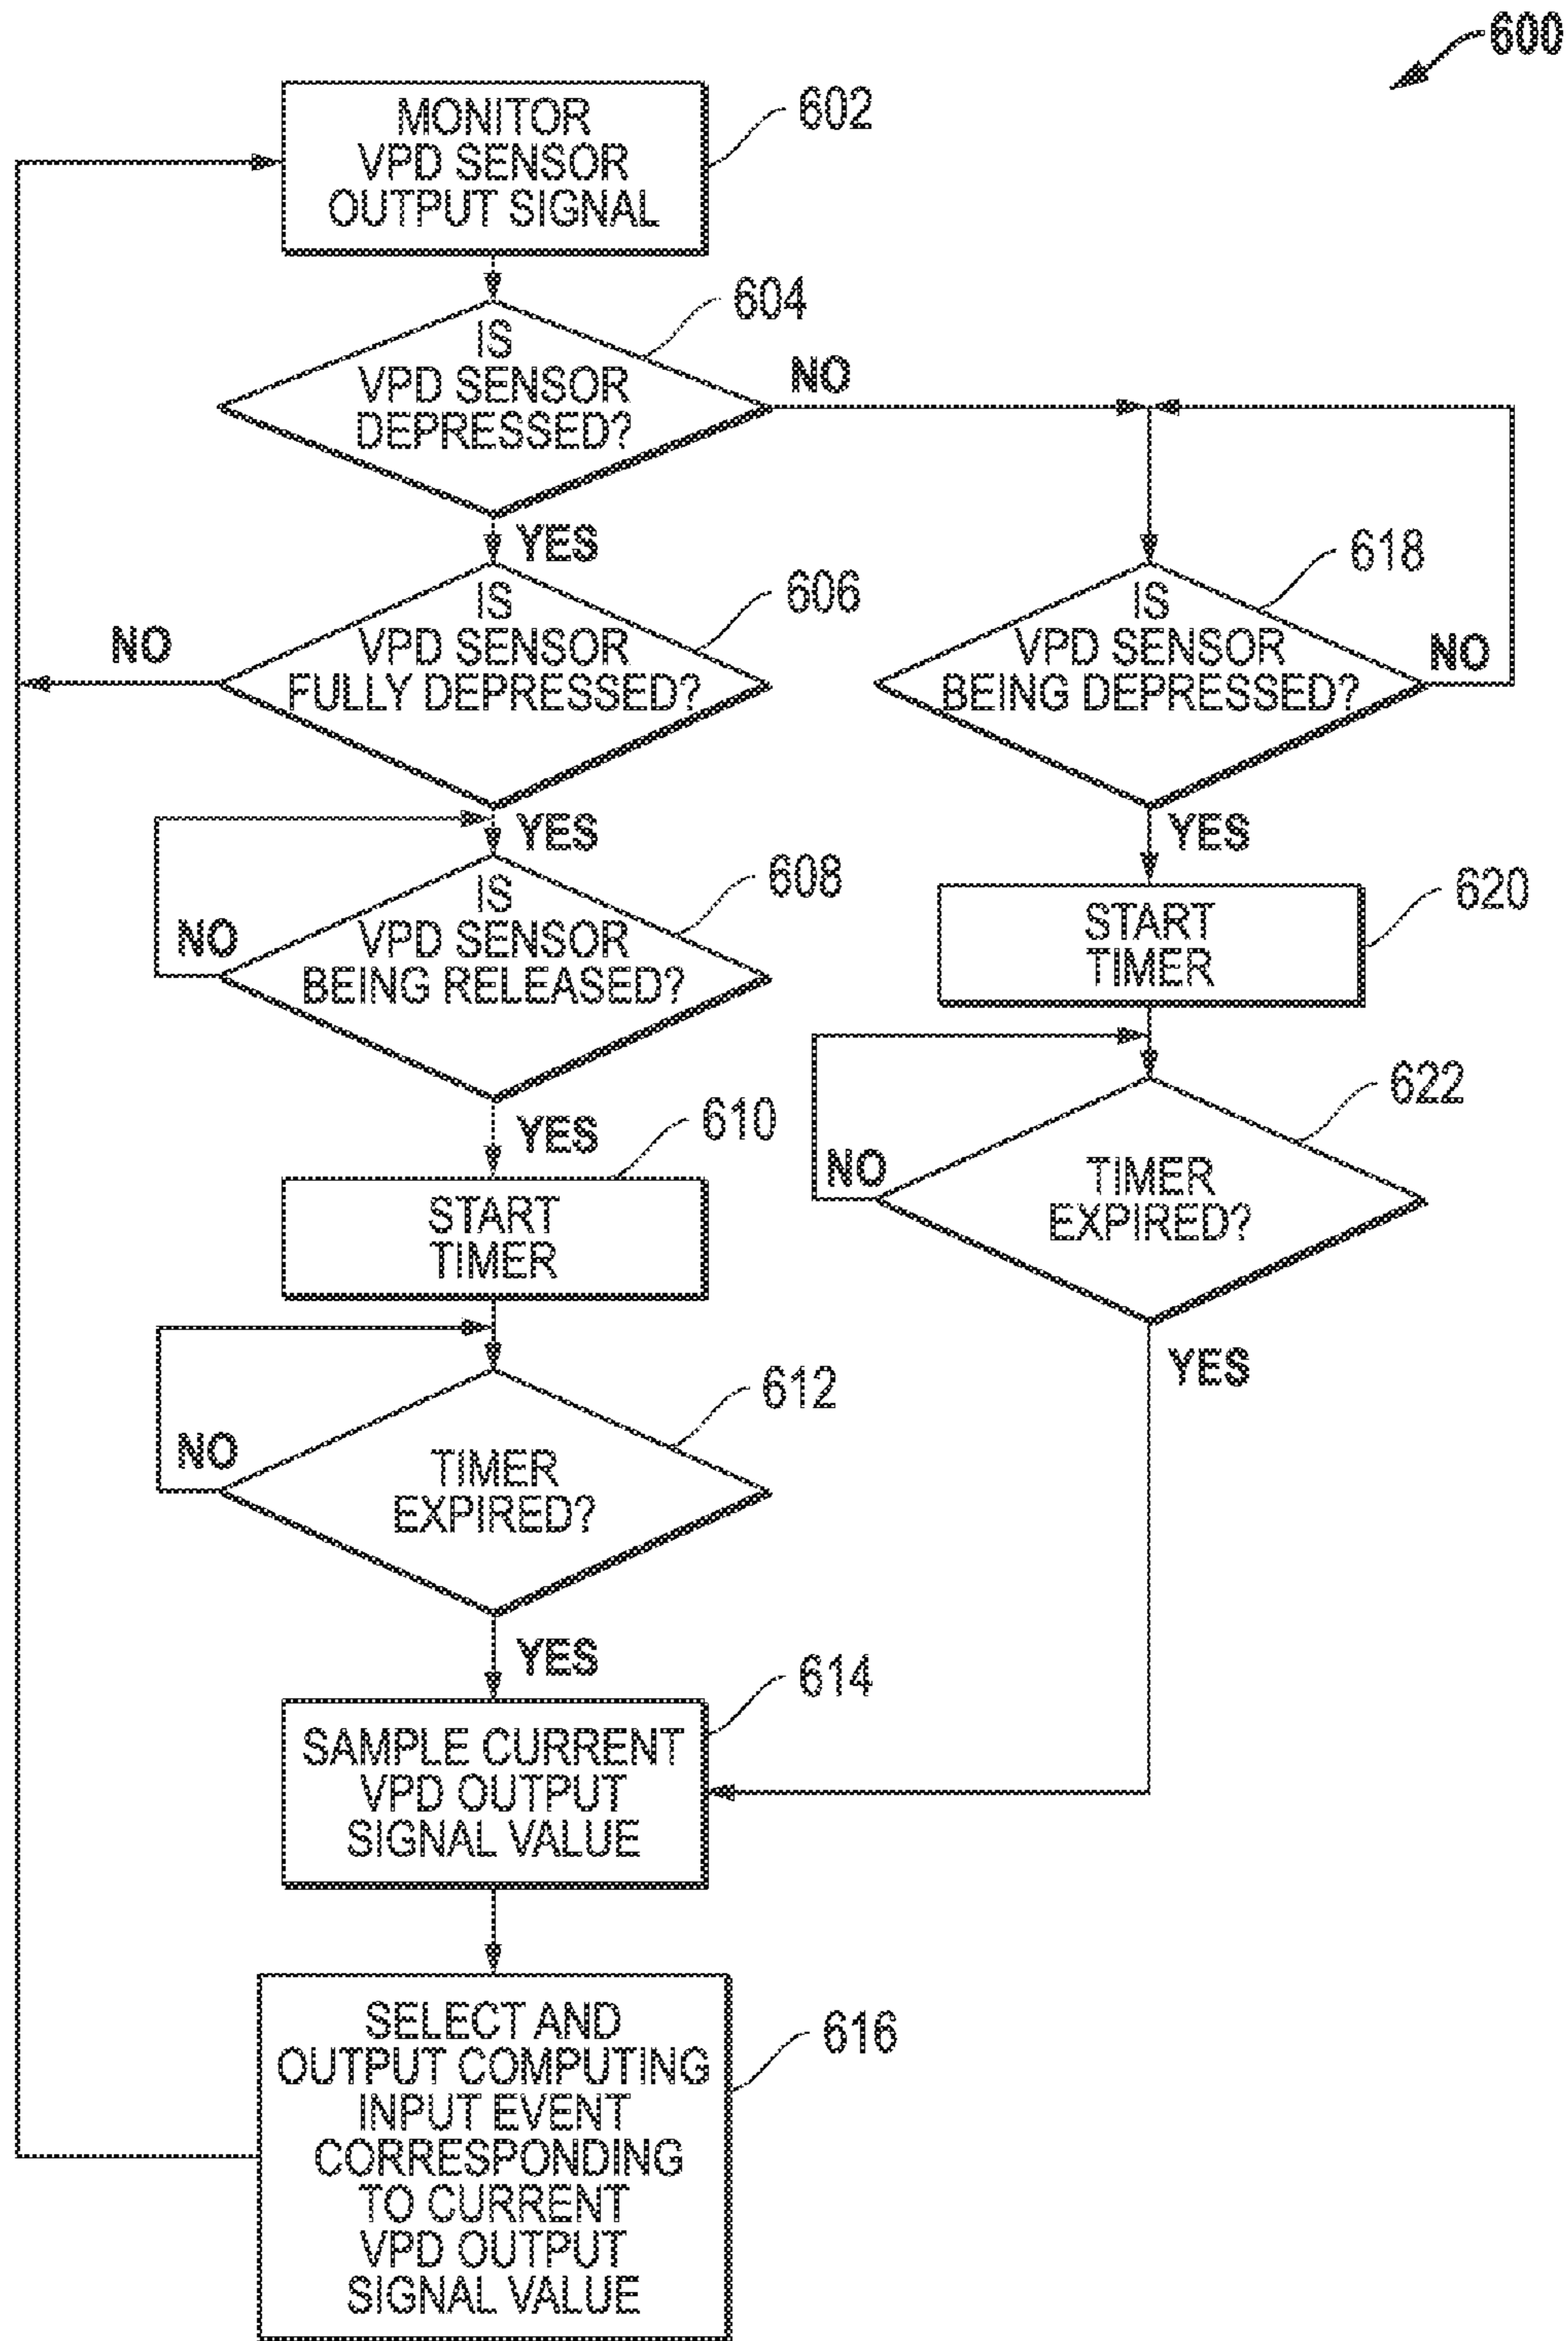 600
MONITOR
VPD SENSOR
OUTPUT SIGNAL
602
IS
VPD SENSOR
DEPRESSED?
604
NO
YES
IS
VPD SENSOR
FULLY DEPRESSED?
606
NO
YES
IS
VPD SENSOR
BEING RELEASED?
608
NO
YES
START
TIMER
610
TIMER
EXPIRED?
612
NO
YES
SAMPLE CURRENT
VPD OUTPUT
SIGNAL VALUE
614
SELECT AND
OUTPUT COMPUTING
INPUT EVENT
CORRESPONDING
TO CURRENT
VPD OUTPUT
SIGNAL VALUE
616
IS
VPD SENSOR
BEING DEPRESSED?
618
NO
YES
START
TIMER
620
TIMER
EXPIRED?
622
NO
YES